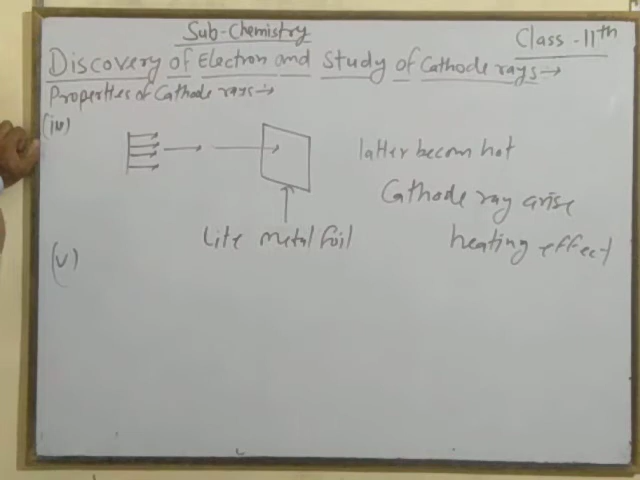 Sub-Chemistry
Class-11th
Discovery of Electron and Study of Cathode rays→
Properties of Cathode rays→
(iv)
latter becom hot
Cathode ray arise
heating effect
Lite metal foil
(v)